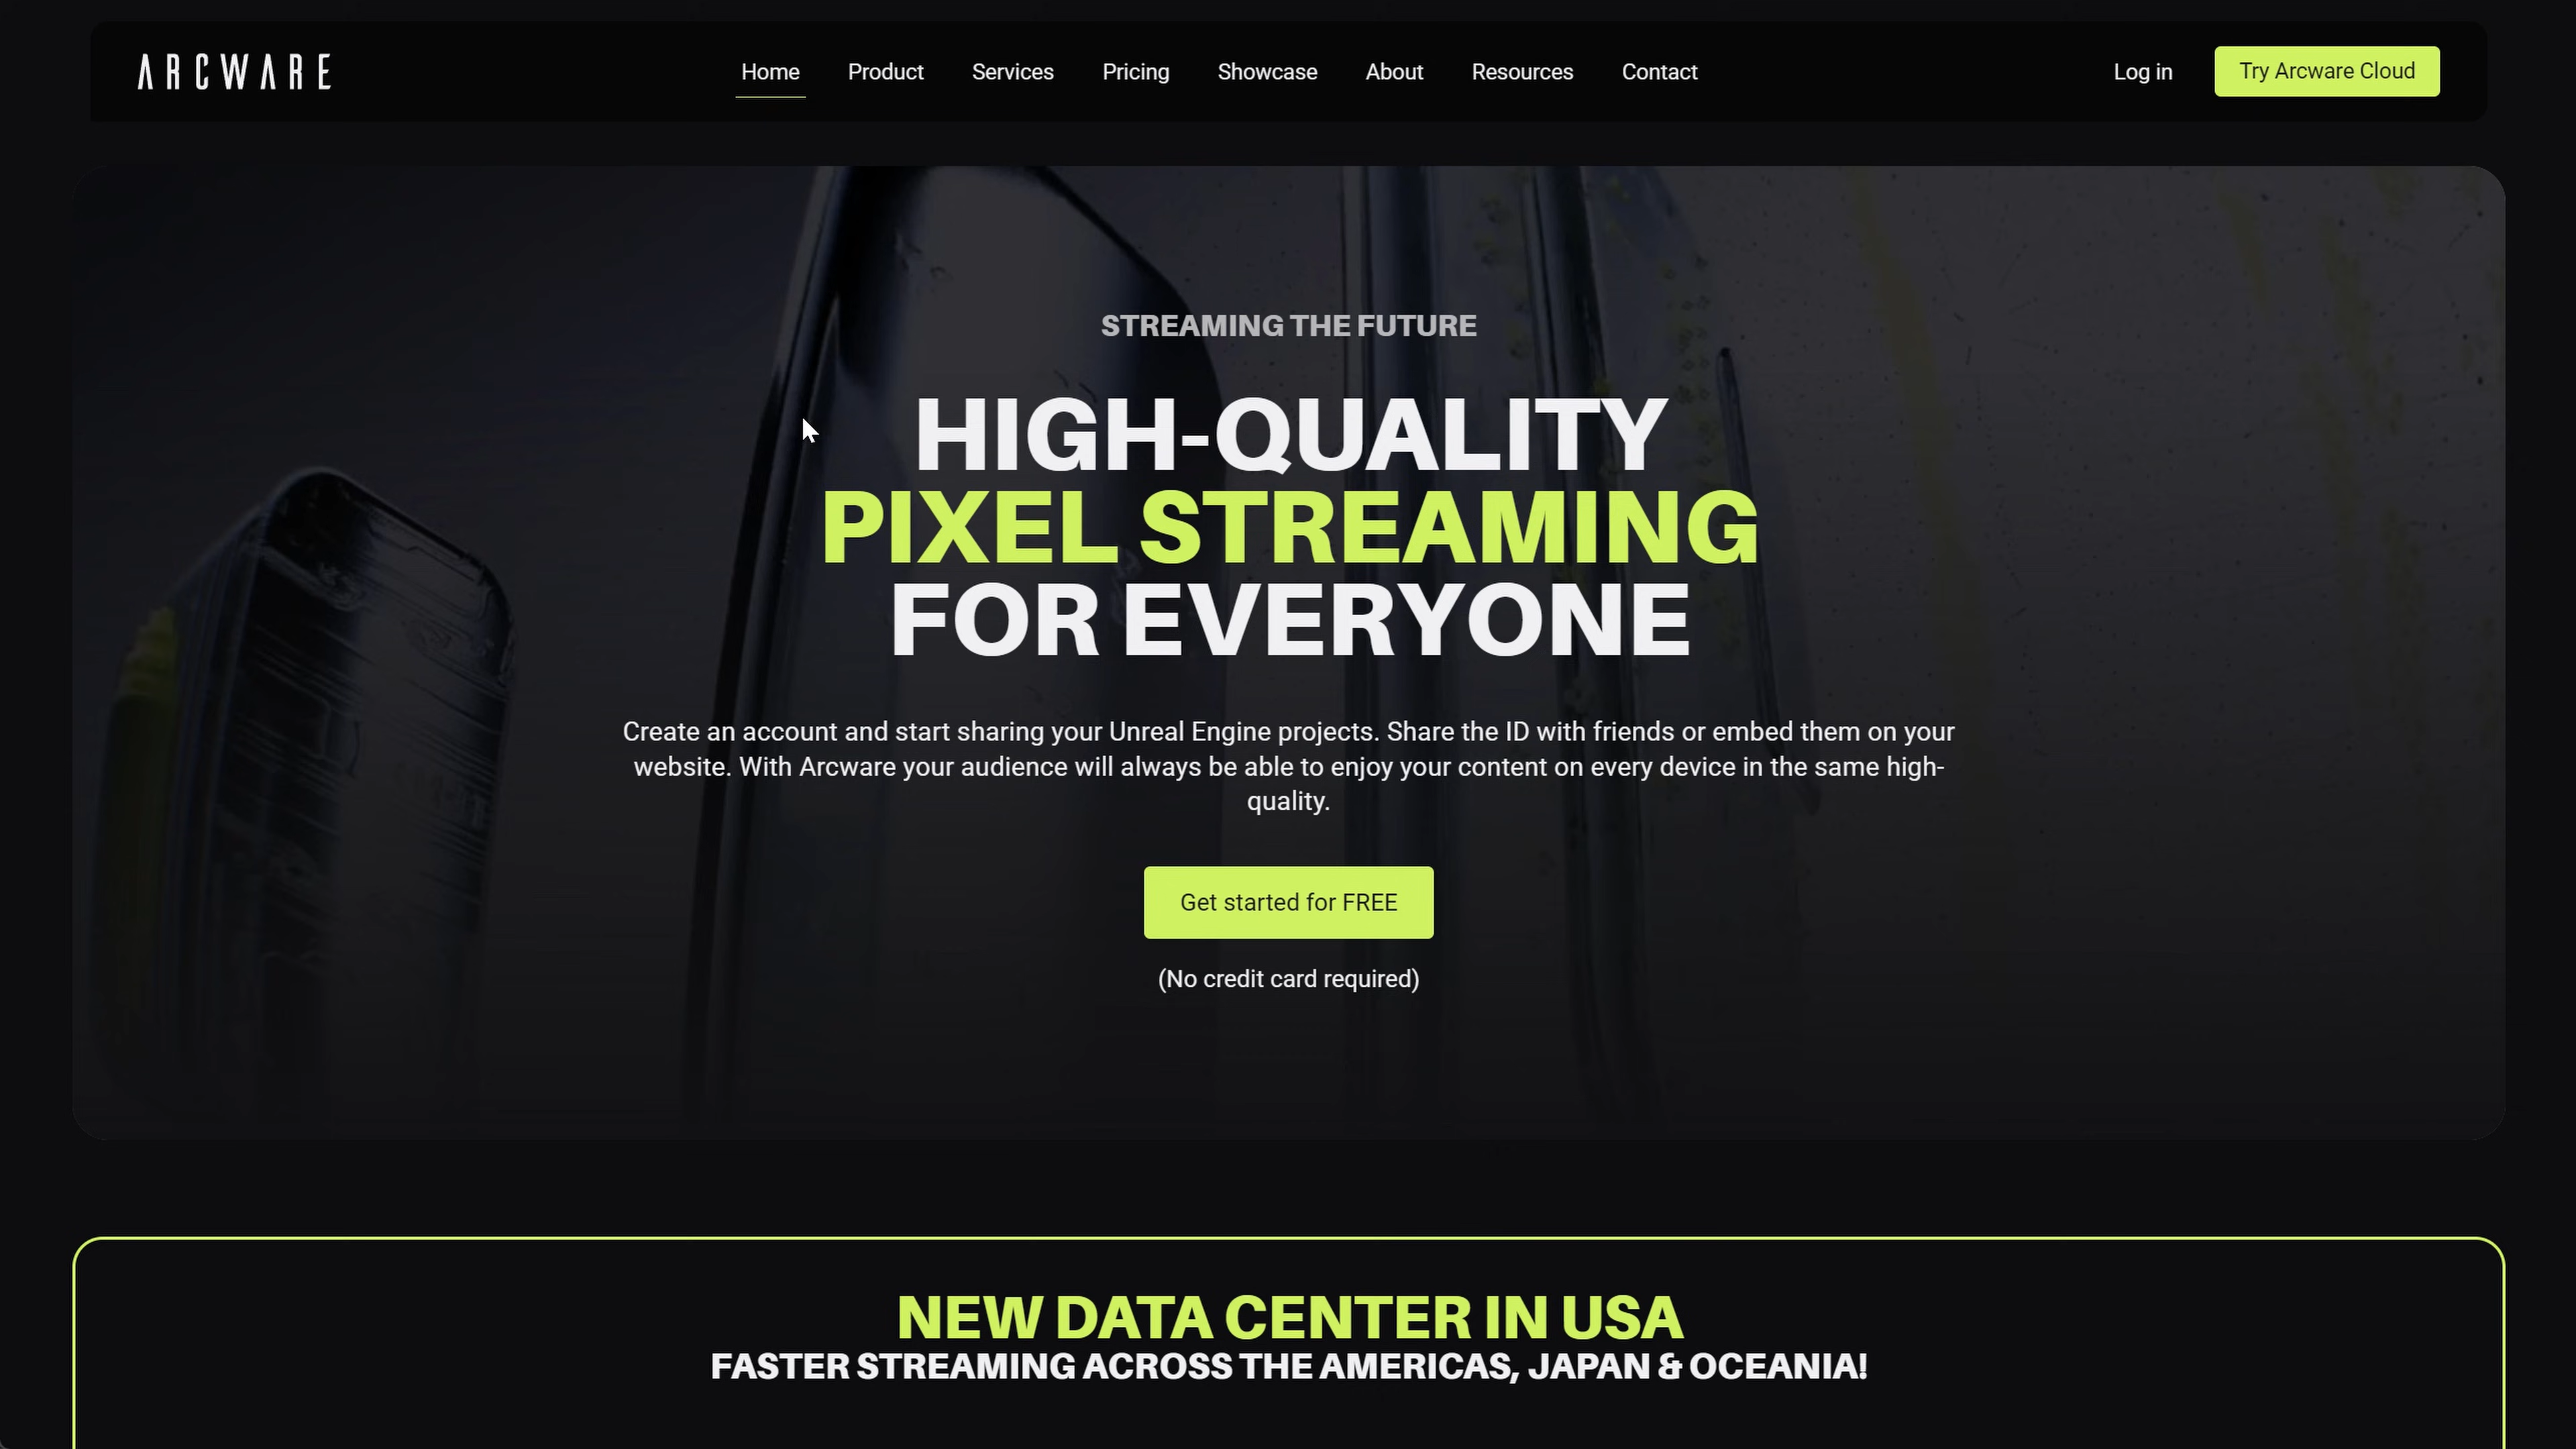 ARCWARE
Home Product Services Pricing Showcase About Resources Contact
Log in Try Arcware Cloud
STREAMING THE FUTURE
HIGH-QUALITY
PIXEL STREAMING
FOR EVERYONE
Create an account and start sharing your Unreal Engine projects. Share the ID with friends or embed them on your
website. With Arcware your audience will always be able to enjoy your content on every device in the same high-
quality.
Get started for FREE
(No credit card required)
NEW DATA CENTER IN USA
FASTER STREAMING ACROSS THE AMERICAS, JAPAN & OCEANIA!